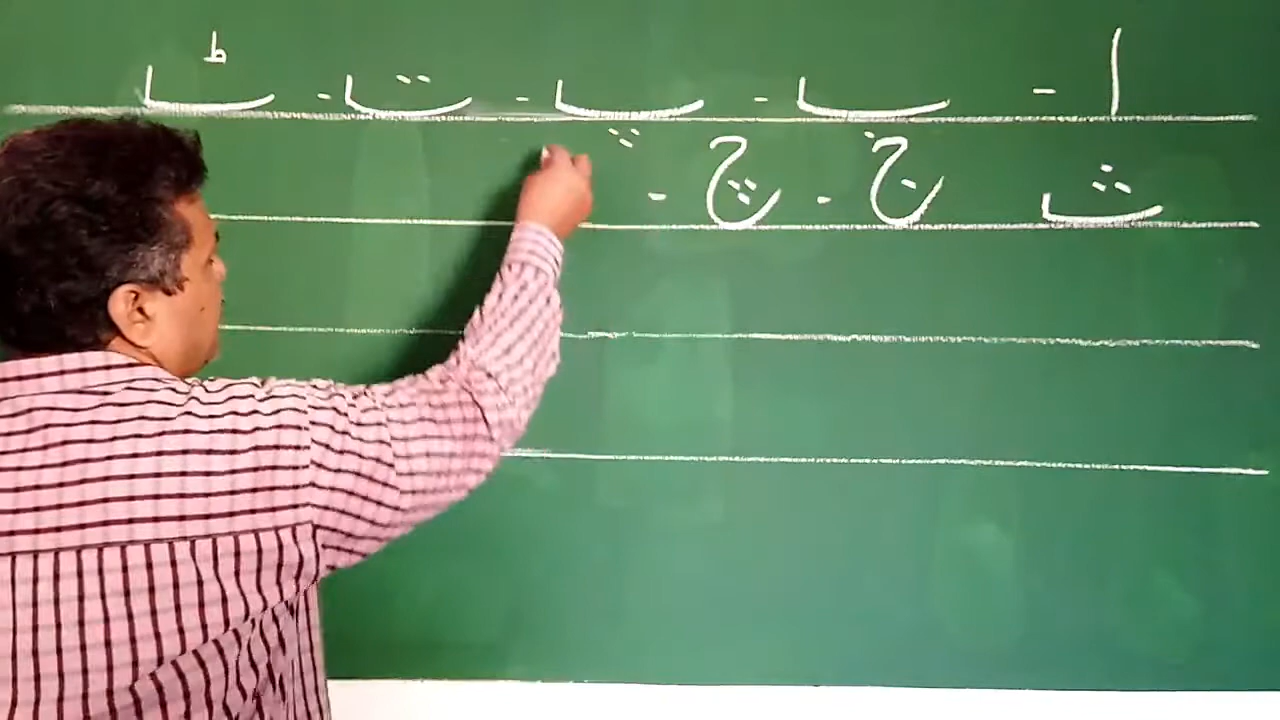 ا - ب - پ - ت - ٹ
ث ج - چ -